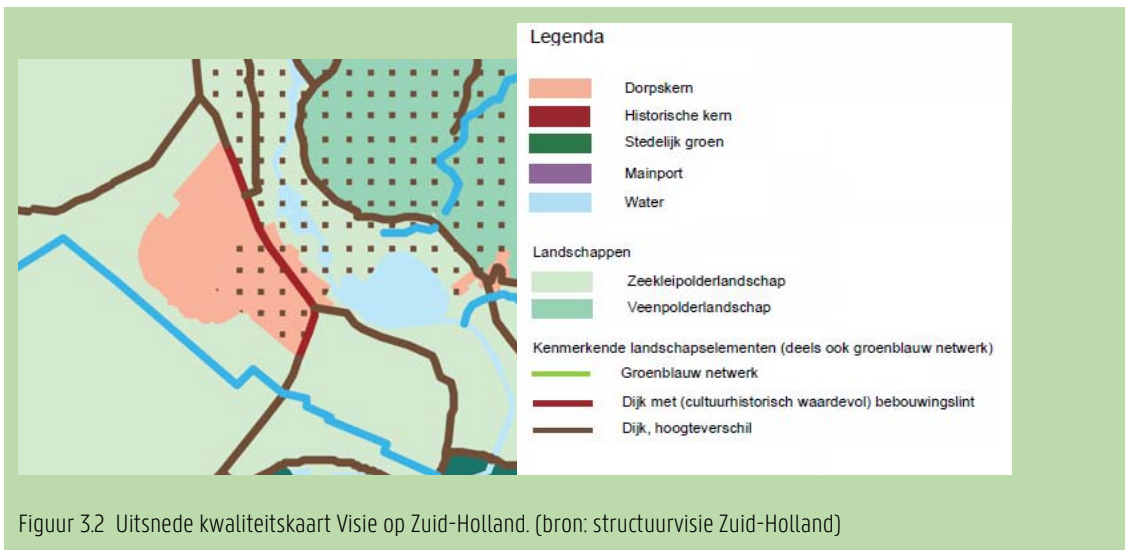 Legenda
Dorpskern
Historische kern
Stedelijk groen
Mainport
Water
Landschappen
Zeekleipolderlandschap
Veenpolderlandschap
Kenmerkende landschapselementen (deels ook groenblauw netwerk)
Groenblauw netwerk
Dijk met (cultuurhistorisch waardevol) bebouwingslint
Dijk, hoogteverschil
Figuur 3.2 Uitsnede kwaliteitskaart Visie op Zuid-Holland. (bron: structuurvisie Zuid-Holland)